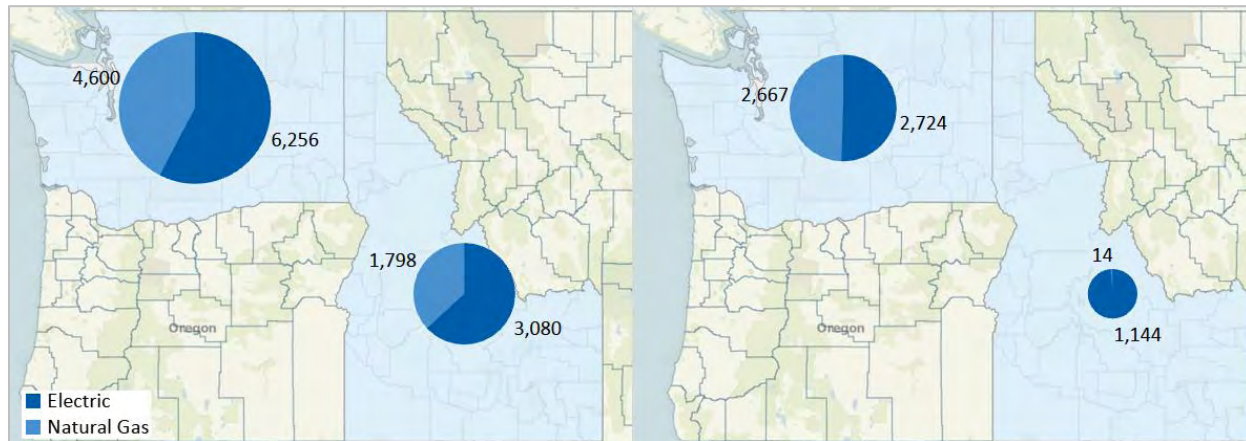 4,600
6,256
1,798
3,080
Oregon
Electric
Natural Gas
2,667
2,724
14
1,144
Oregon